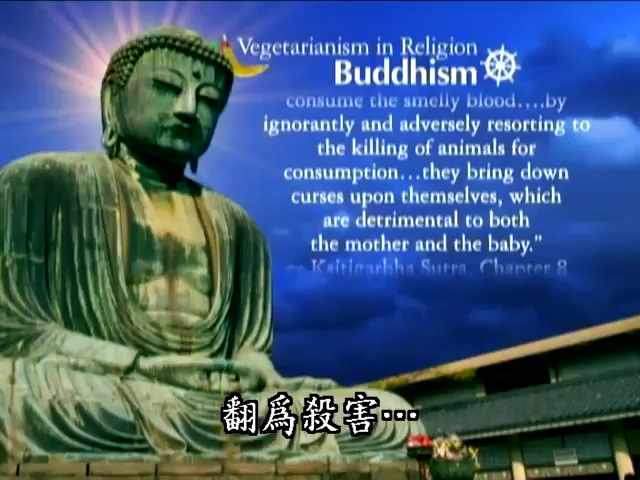 Vegetarianism in Religion
Buddhism
consume the smelly blood....by
ignorantly and adversely resorting to
the killing of animals for
consumption...they bring down
curses upon themselves, which
are detrimental to both
the mother and the baby."
~ Ksitigarbha Sutra, Chapter 8
翻為殺害…